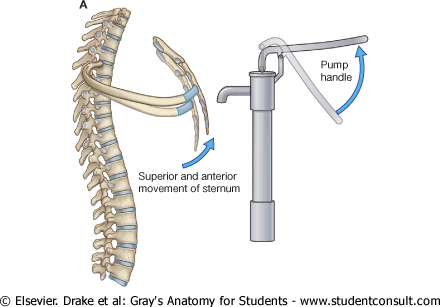 A
Pump
handle
Superior and anterior
movement of sternum
© Elsevier. Drake et al: Gray's Anatomy for Students - www.studentconsult.com